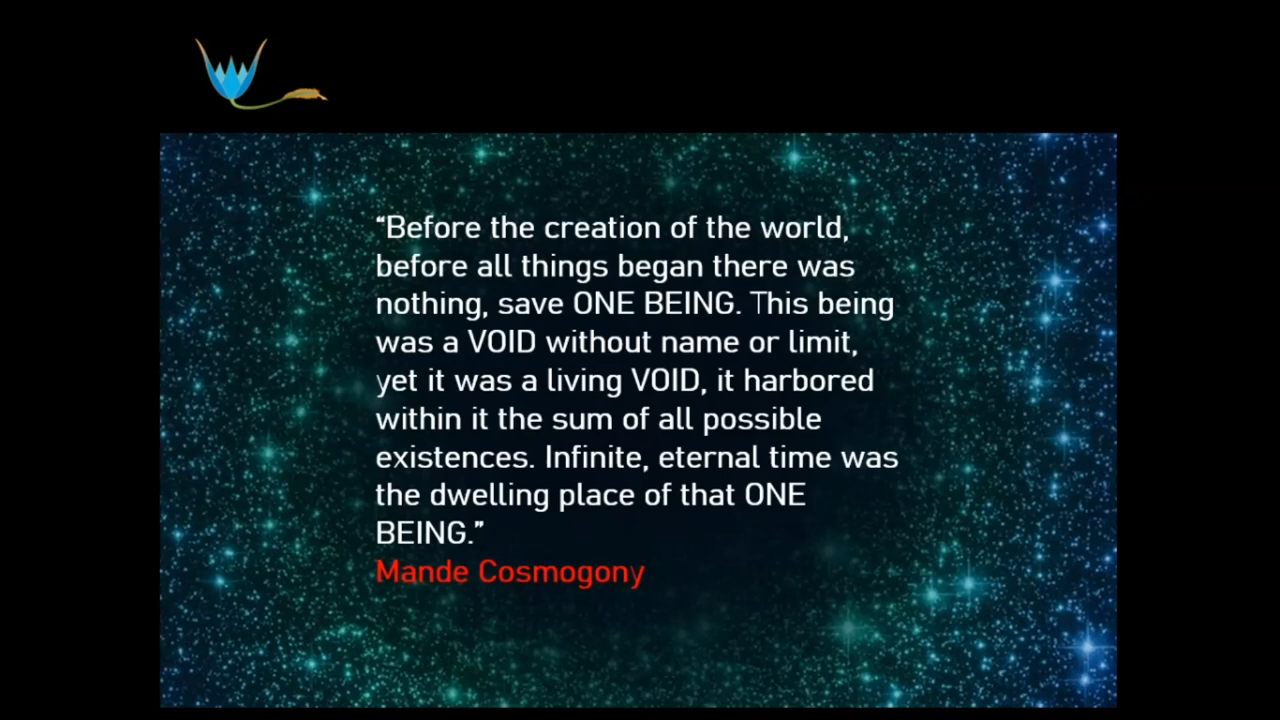 “Before the creation of the world,
before all things began there was
nothing, save ONE BEING. This being
was a VOID without name or limit,
yet it was a living VOID, it harbored
within it the sum of all possible
existences. Infinite, eternal time was
the dwelling place of that ONE
BEING.”
Mande Cosmogony